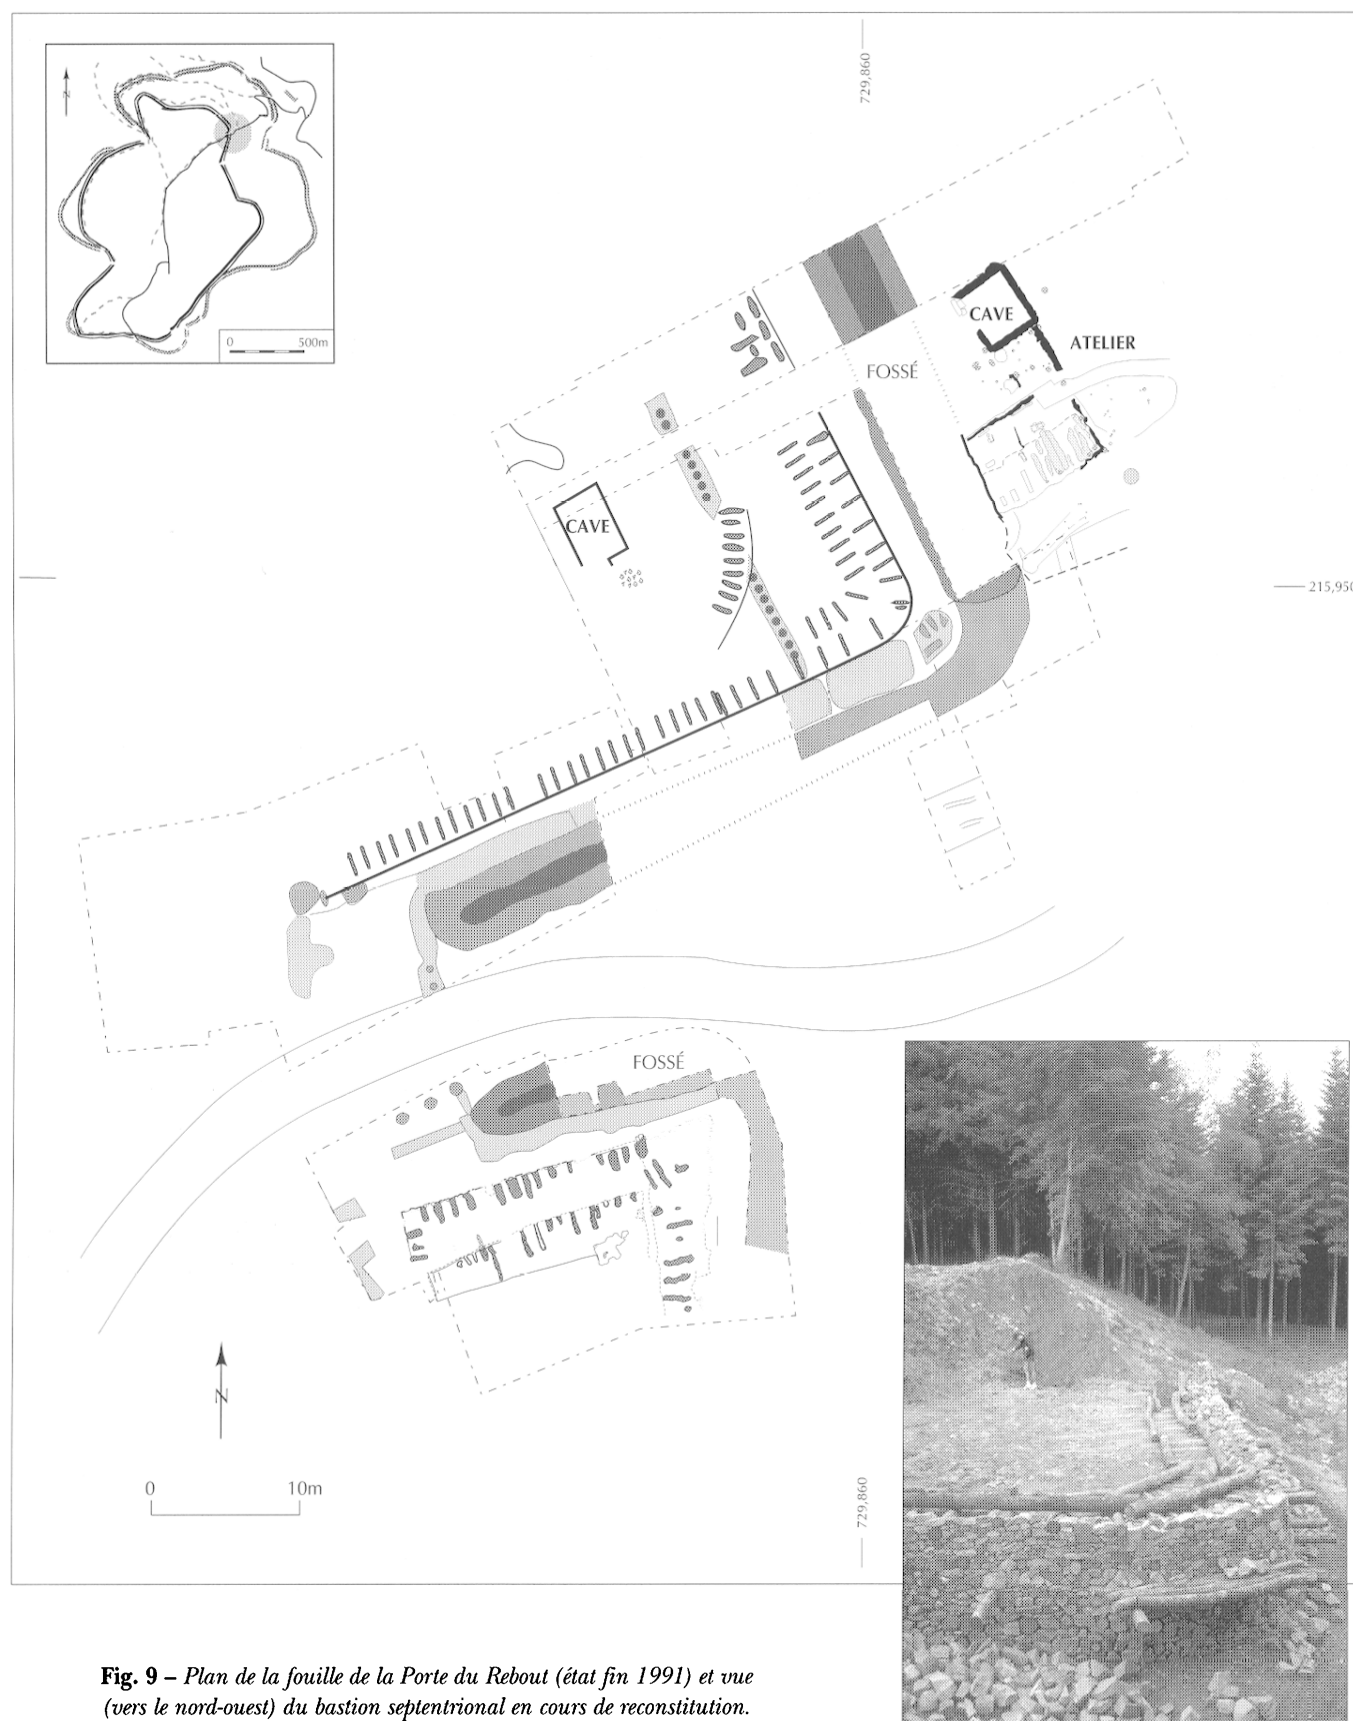 729,860
N
0 500m
CAVE
ATELIER
FOSSÉ
CAVE
215,950
FOSSÉ
N
0 10m
729,860
Fig. 9 – Plan de la fouille de la Porte du Rebout (état fin 1991) et vue
(vers le nord-ouest) du bastion septentrional en cours de reconstitution.